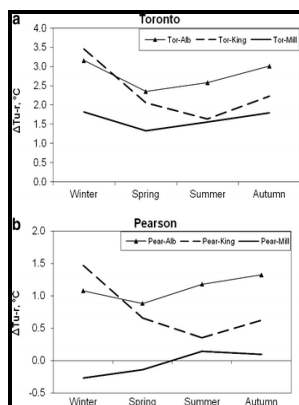 a
Toronto
Tor-Alb Tor-King Tor-Mill
4.0
3.5
3.0
2.5
2.0
1.5
1.0
0.5
0.0
ΔTu-r, °C
Winter Spring Summer Autumn
b
Pearson
Pear-Alb Pear-King Pear-Mill
2.0
1.5
1.0
0.5
0.0
-0.5
ΔTu-r, °C
Winter Spring Summer Autumn